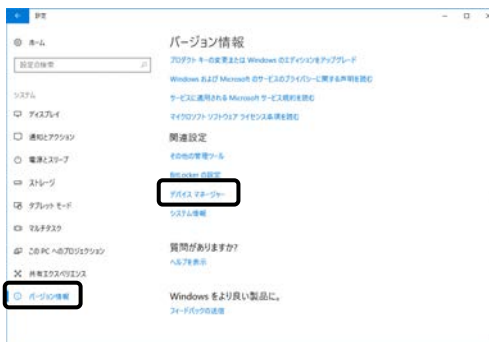 設定
ホーム
設定の検索
システム
ディスプレイ
通知とアクション
電源とスリープ
ストレージ
タブレット モード
マルチタスク
この PC へのプロジェクション
共有エクスペリエンス
バージョン情報
バージョン情報
プロダクト キーの変更または Windows のエディションをアップグレード
Windows および Microsoft のサービスのプライバシーに関する声明を読む
サービスに適用される Microsoft サービス規約を読む
マイクロソフト ソフトウェア ライセンス条項を読む
関連設定
その他の管理ツール
BitLocker の設定
デバイス マネージャー
システム情報
質問がありますか?
ヘルプを表示
Windows をより良い製品に。
フィードバックの送信